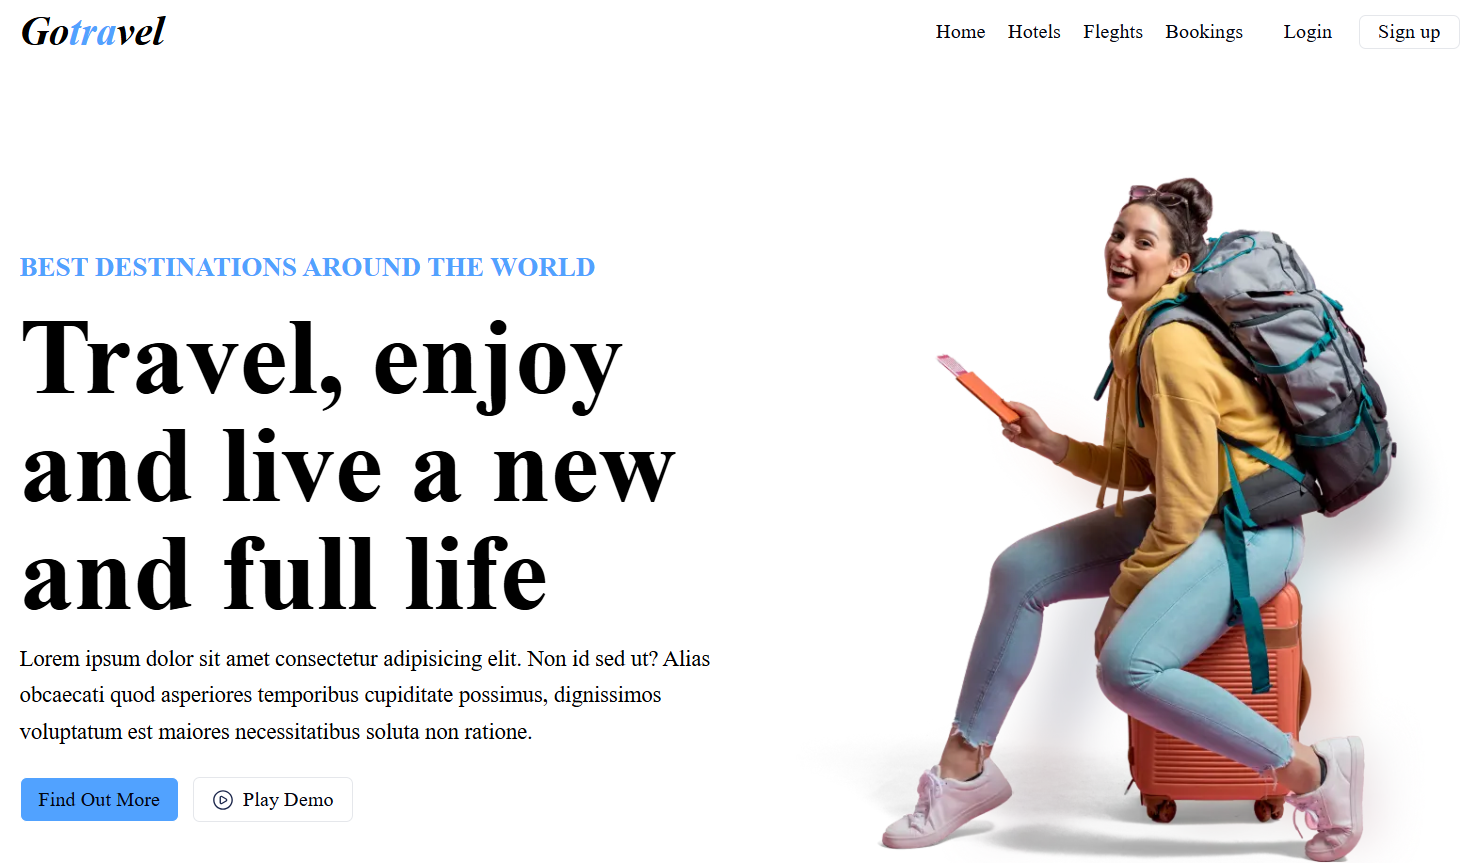 Gotravel
Home Hotels Fleghts Bookings Login Sign up
BEST DESTINATIONS AROUND THE WORLD
Travel, enjoy
and live a new
and full life
Lorem ipsum dolor sit amet consectetur adipisicing elit. Non id sed ut? Alias
obcaecati quod asperiores temporibus cupiditate possimus, dignissimos
voluptatum est maiores necessitatibus soluta non ratione.
Find Out More Play Demo